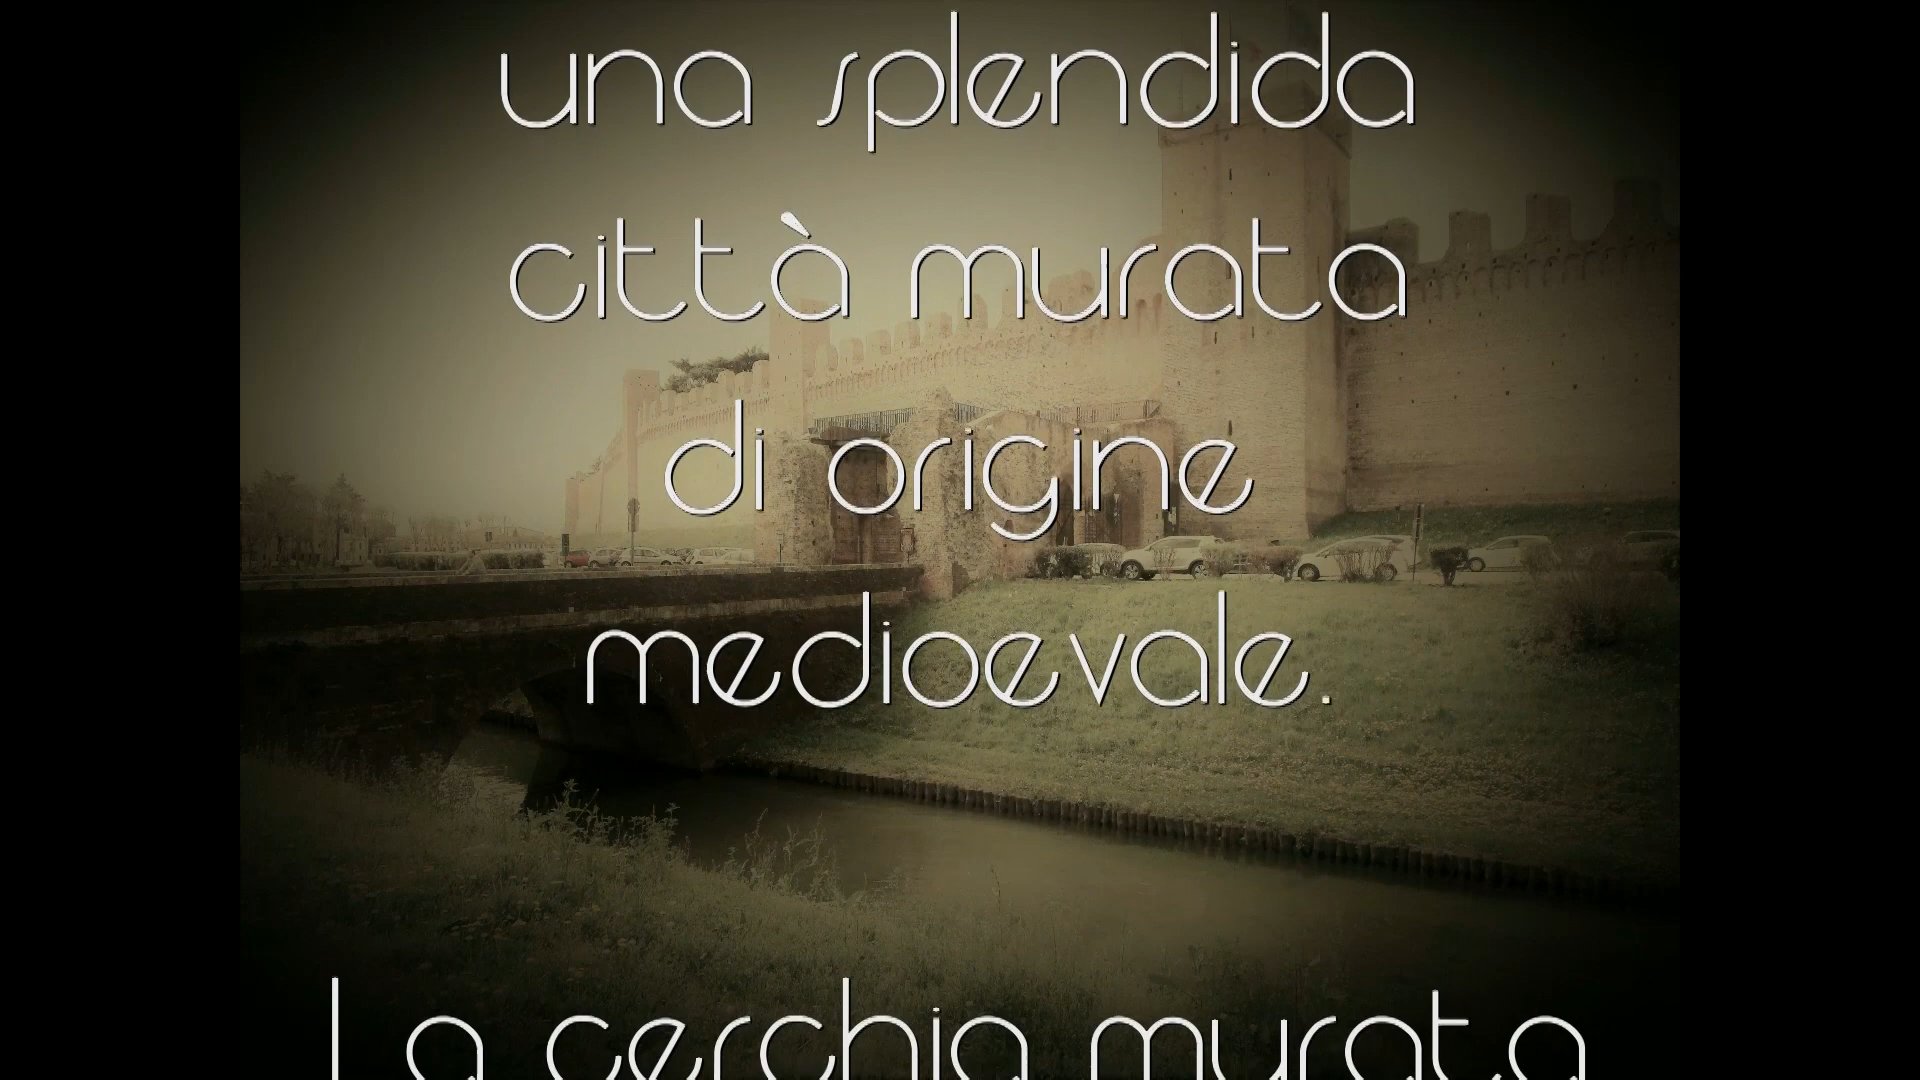 una splendida
città murata
di origine
medioevale.
La cerchia murata